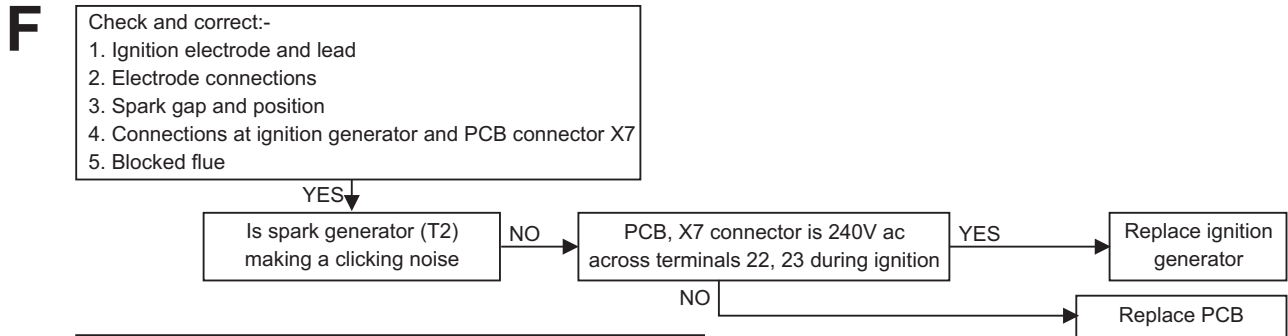 F
Check and correct:-
1. Ignition electrode and lead
2. Electrode connections
3. Spark gap and position
4. Connections at ignition generator and PCB connector X7
5. Blocked flue
YES
Is spark generator (T2)
making a clicking noise
NO
PCB, X7 connector is 240V ac
across terminals 22, 23 during ignition
YES
Replace ignition
generator
NO
Replace PCB